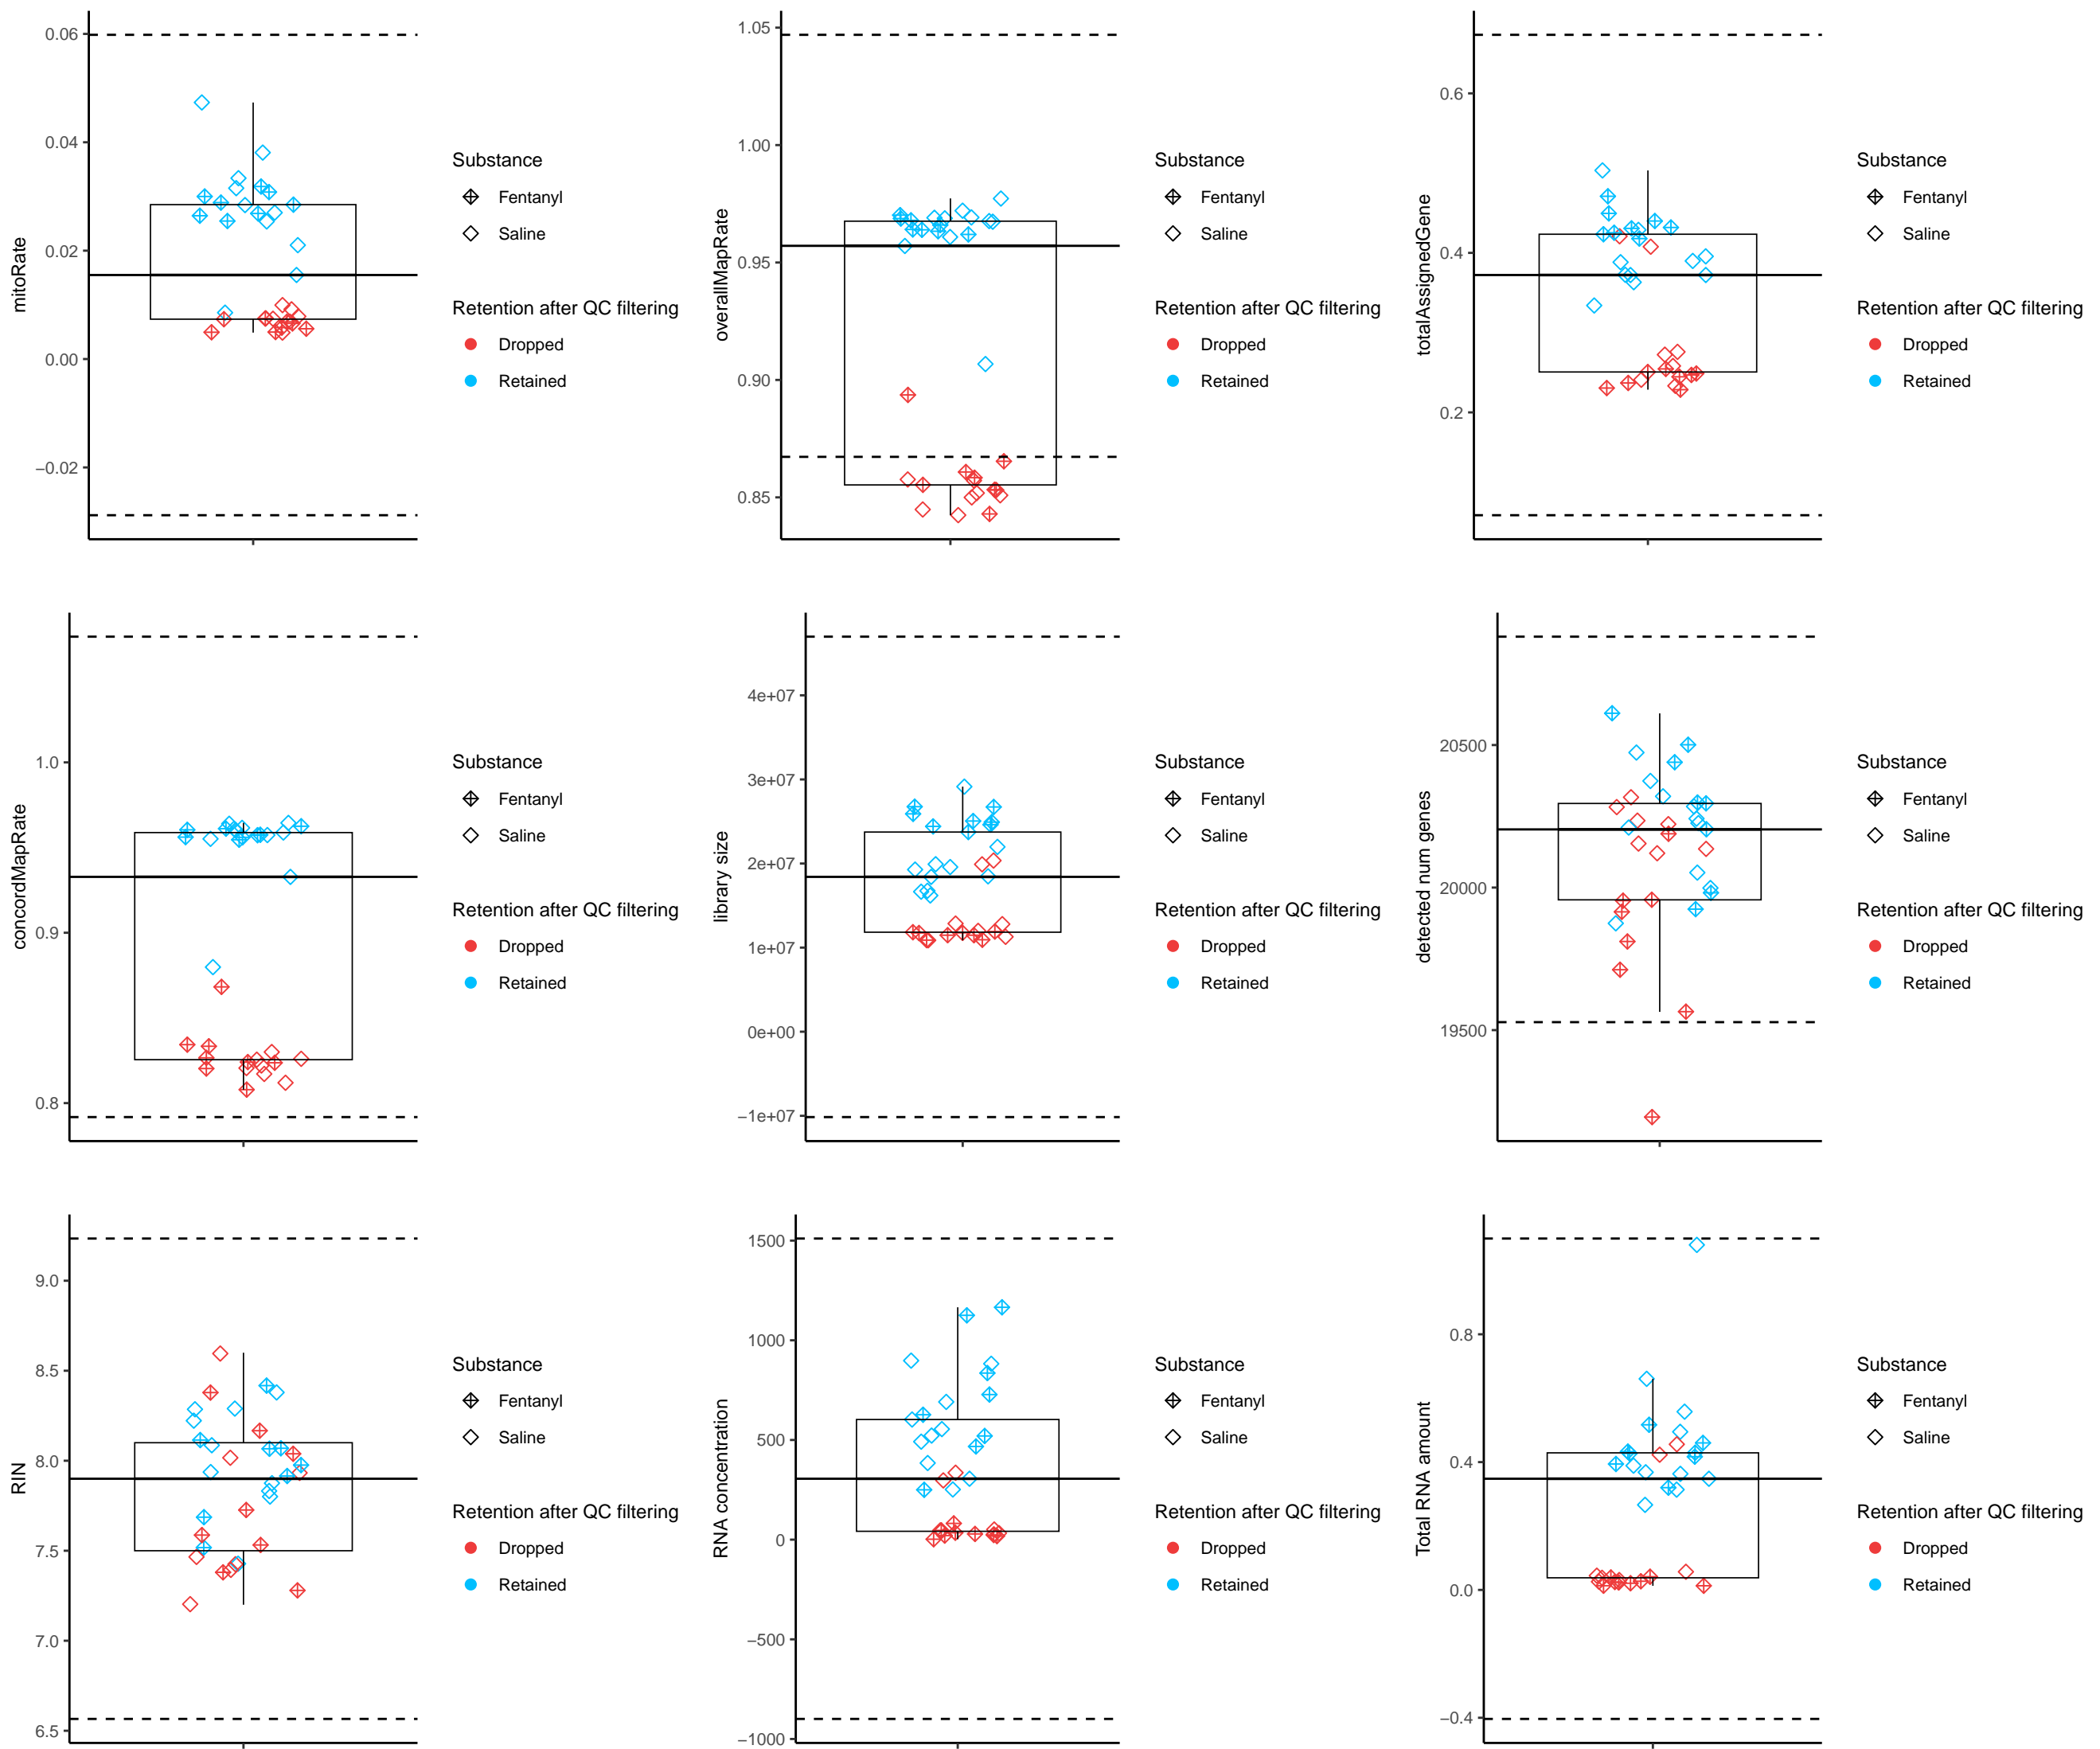 mitoRate
0.06
0.04
0.02
0.00
−0.02
Substance
Fentanyl
Saline
Retention after QC filtering
Dropped
Retained
overallMapRate
1.05
1.00
0.95
0.90
0.85
Substance
Fentanyl
Saline
Retention after QC filtering
Dropped
Retained
totalAssignedGene
0.6
0.4
0.2
Substance
Fentanyl
Saline
Retention after QC filtering
Dropped
Retained
concordMapRate
1.0
0.9
0.8
Substance
Fentanyl
Saline
Retention after QC filtering
Dropped
Retained
library size
4e+07
3e+07
2e+07
1e+07
0e+00
−1e+07
Substance
Fentanyl
Saline
Retention after QC filtering
Dropped
Retained
detected num genes
20500
20000
19500
Substance
Fentanyl
Saline
Retention after QC filtering
Dropped
Retained
RIN
9.0
8.5
8.0
7.5
7.0
6.5
Substance
Fentanyl
Saline
Retention after QC filtering
Dropped
Retained
RNA concentration
1500
1000
500
0
−500
−1000
Substance
Fentanyl
Saline
Retention after QC filtering
Dropped
Retained
Total RNA amount
0.8
0.4
0.0
−0.4
Substance
Fentanyl
Saline
Retention after QC filtering
Dropped
Retained